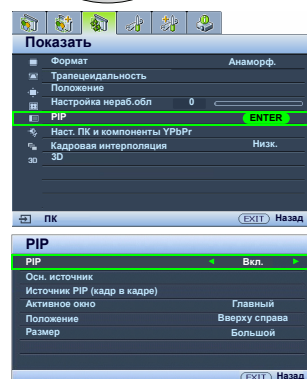 Показать
Формат Анаморф.
Трапецеидальность
Положение
Настройка нераб.обл 0
PIP ENTER
Наст. ПК и компоненты YPbPr
Кадровая интерполяция Низк.
3D 3D
ПК EXIT Назад
PIP
PIP Вкл.
Осн. источник
Источник PIP (кадр в кадре)
Активное окно Главный
Положение Вверху справа
Размер Большой
EXIT Назад